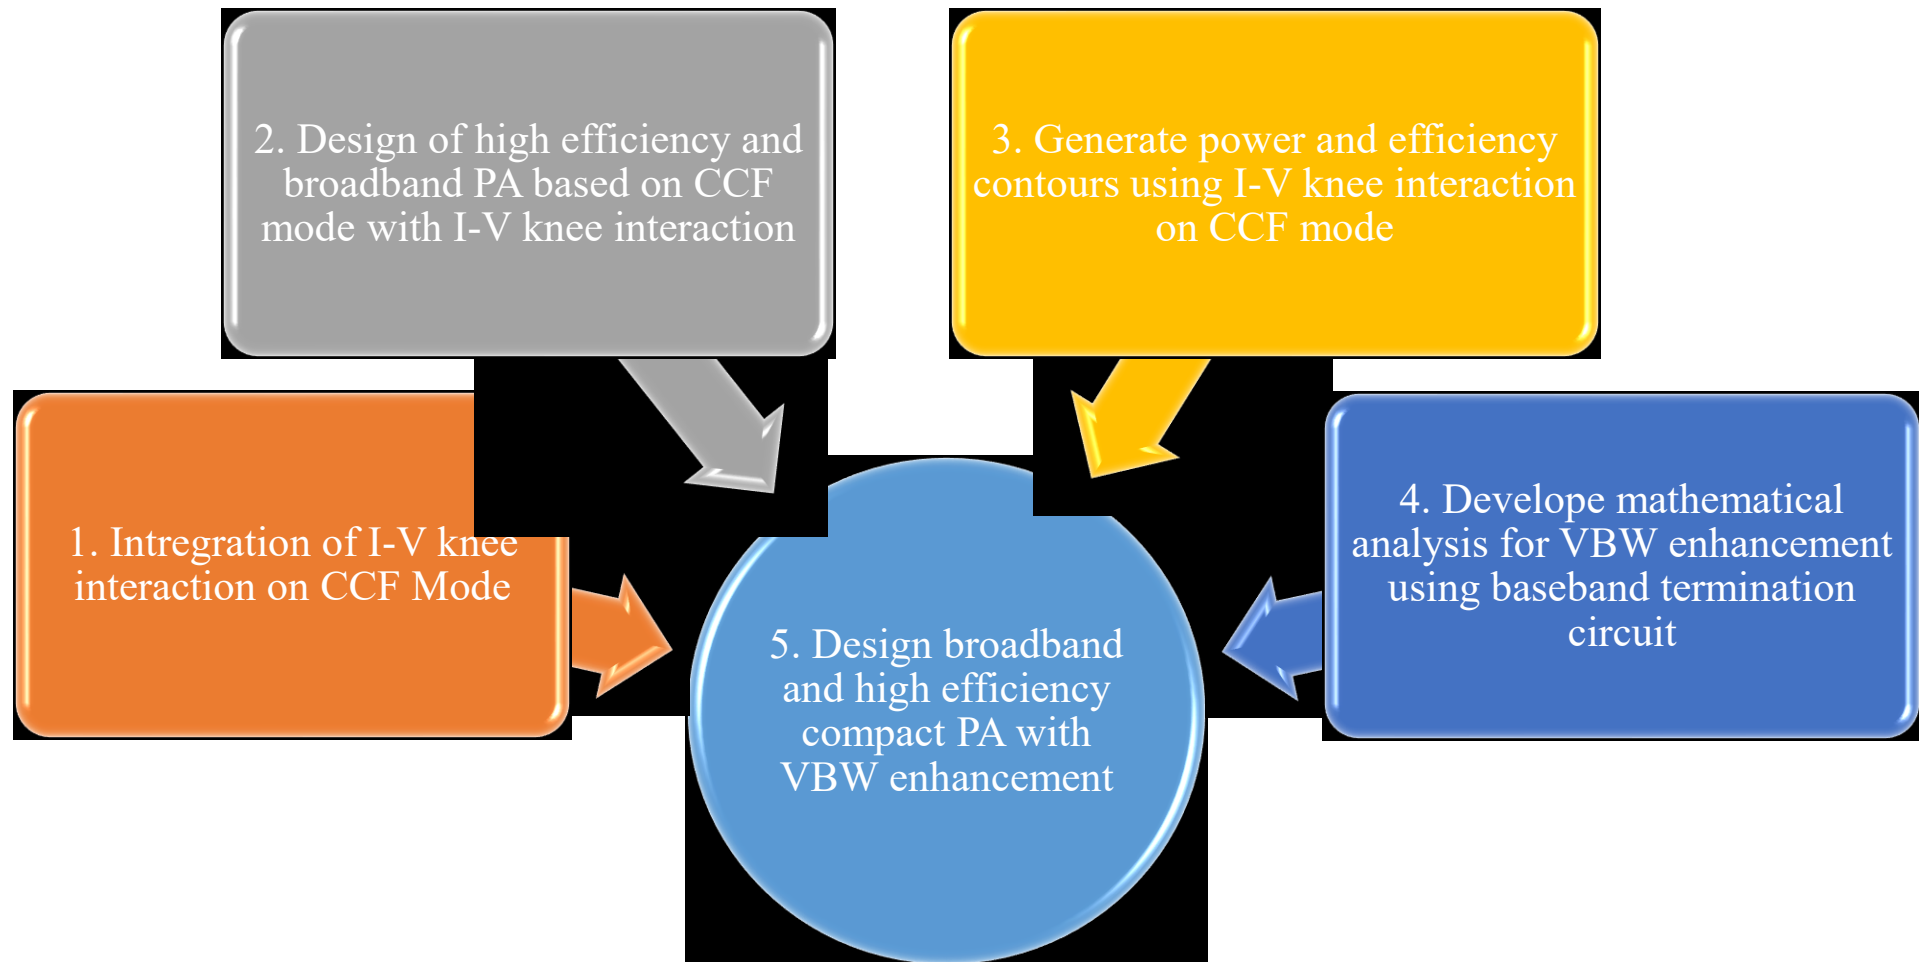 1. Intregration of I-V knee
interaction on CCF Mode
2. Design of high efficiency and
broadband PA based on CCF
mode with I-V knee interaction
3. Generate power and efficiency
contours using I-V knee interaction
on CCF mode
4. Develope mathematical
analysis for VBW enhancement
using baseband termination
circuit
5. Design broadband
and high efficiency
compact PA with
VBW enhancement